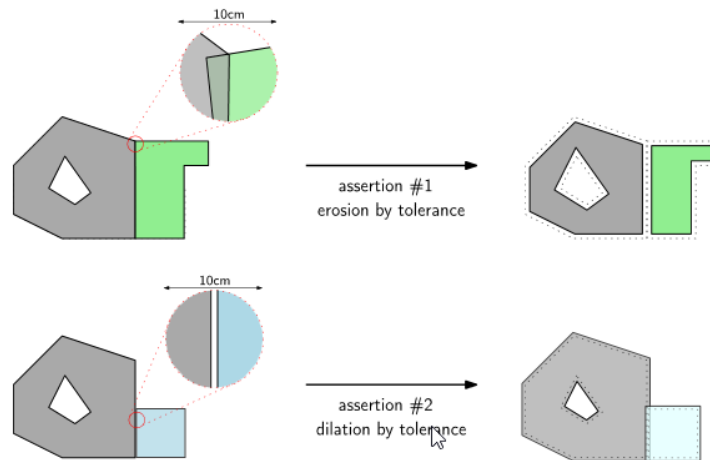 10cm
assertion #1
erosion by tolerance
10cm
assertion #2
dilation by tolerance